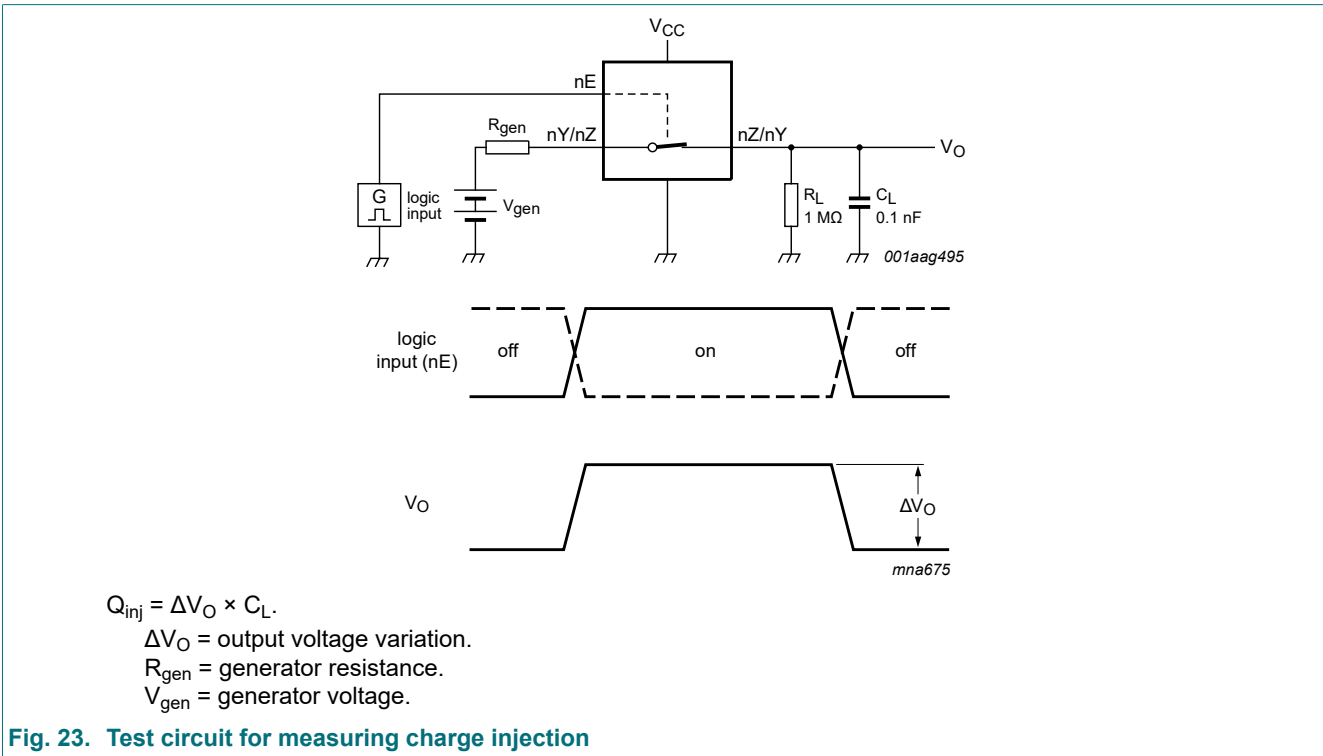 VCC
nE
Rgen
nY/nZ
nZ/nY
VO
G
logic
input
Vgen
RL
1 MΩ
CL
0.1 nF
001aag495
logic
input (nE)
off
on
off
VO
ΔVO
mna675
Qinj = ΔVO × CL.
ΔVO = output voltage variation.
Rgen = generator resistance.
Vgen = generator voltage.
Fig. 23. Test circuit for measuring charge injection